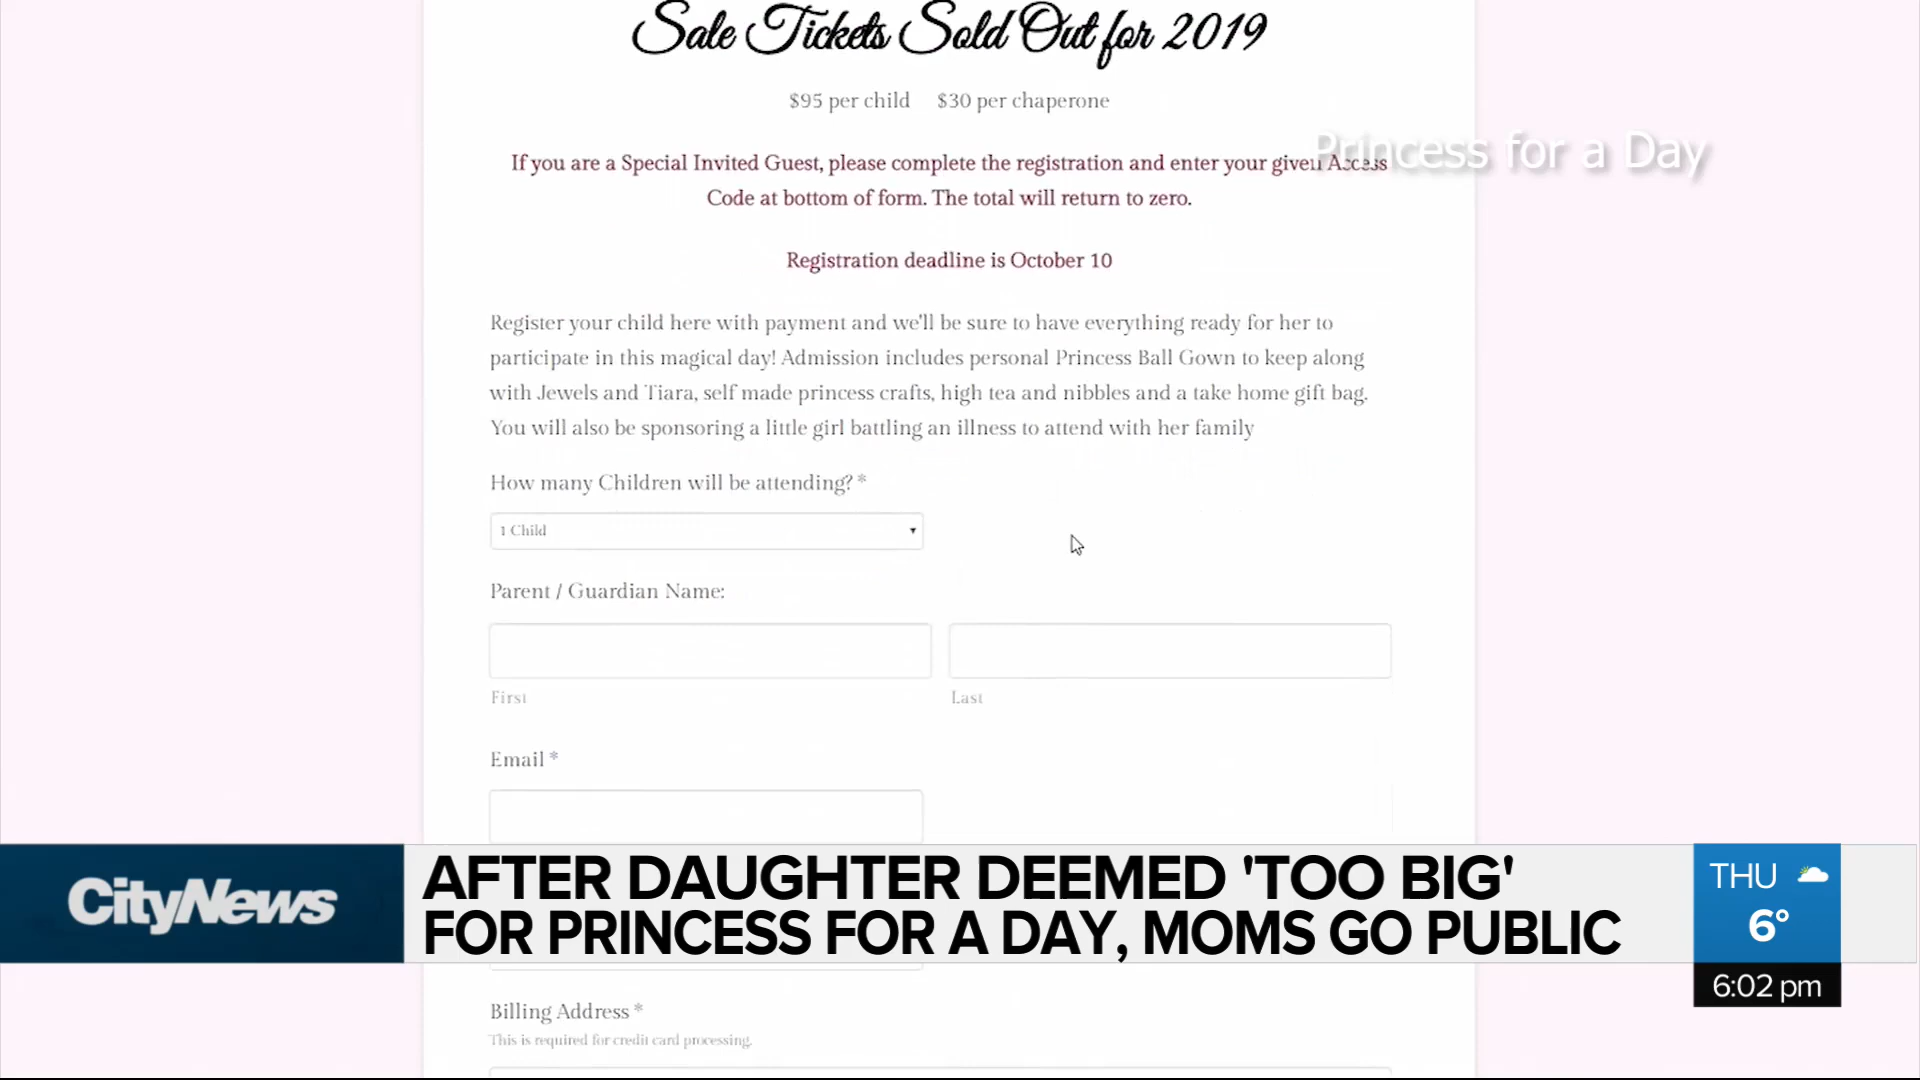 Sale Tickets Sold Out for 2019
$95 per child $30 per chaperone
Princess for a Day
If you are a Special Invited Guest, please complete the registration and enter your given Access
Code at bottom of form. The total will return to zero.
Registration deadline is October 10
Register your child here with payment and we'll be sure to have everything ready for her to
participate in this magical day! Admission includes personal Princess Ball Gown to keep along
with Jewels and Tiara, self made princess crafts, high tea and nibbles and a take home gift bag.
You will also be sponsoring a little girl battling an illness to attend with her family
How many Children will be attending? *
1 Child
Parent / Guardian Name:
First Last
Email *
CityNews
AFTER DAUGHTER DEEMED 'TOO BIG'
FOR PRINCESS FOR A DAY, MOMS GO PUBLIC
THU
6°
6:02 pm
Billing Address *
This is required for credit card processing.